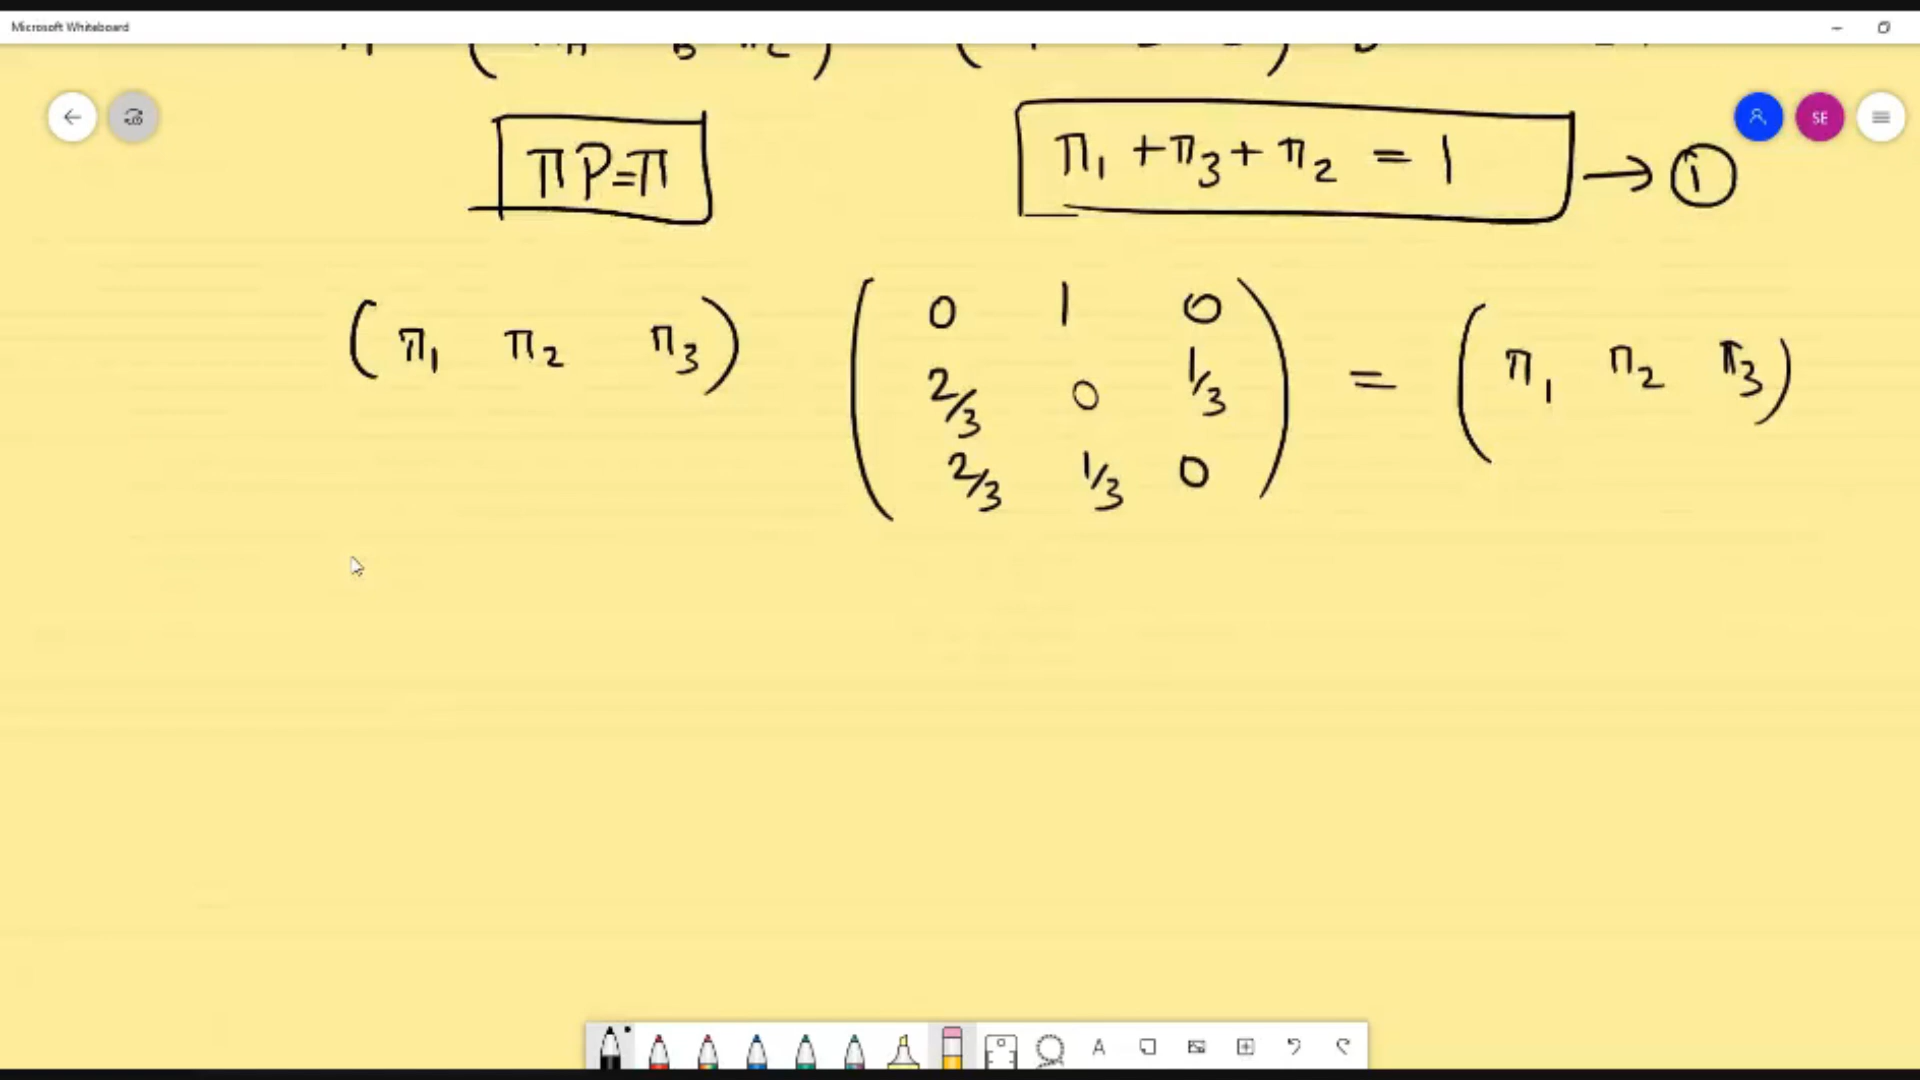 Microsoft Whiteboard
πP=π
π₁ + π₃ + π₂ = 1 → ①
SE
(π₁ π₂ π₃) ( 0 1 0 ) = (π₁ π₂ π₃)
2/3 0 1/3
2/3 1/3 0
A